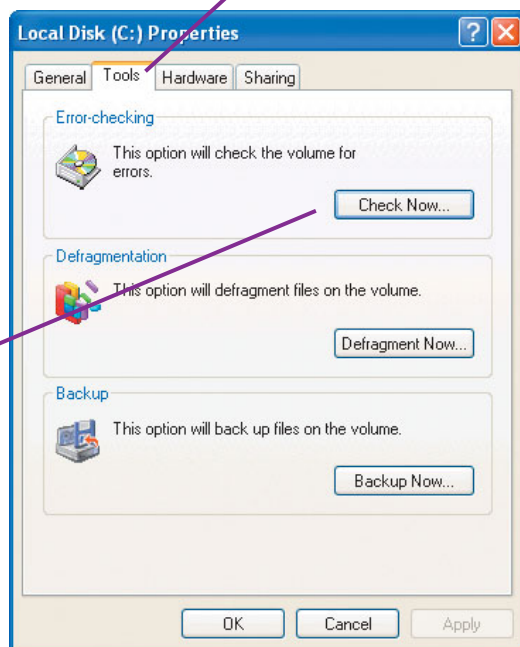 Local Disk (C:) Properties
General Tools Hardware Sharing
Error-checking
This option will check the volume for
errors.
Check Now...
Defragmentation
This option will defragment files on the volume.
Defragment Now...
Backup
This option will back up files on the volume.
Backup Now...
OK Cancel Apply